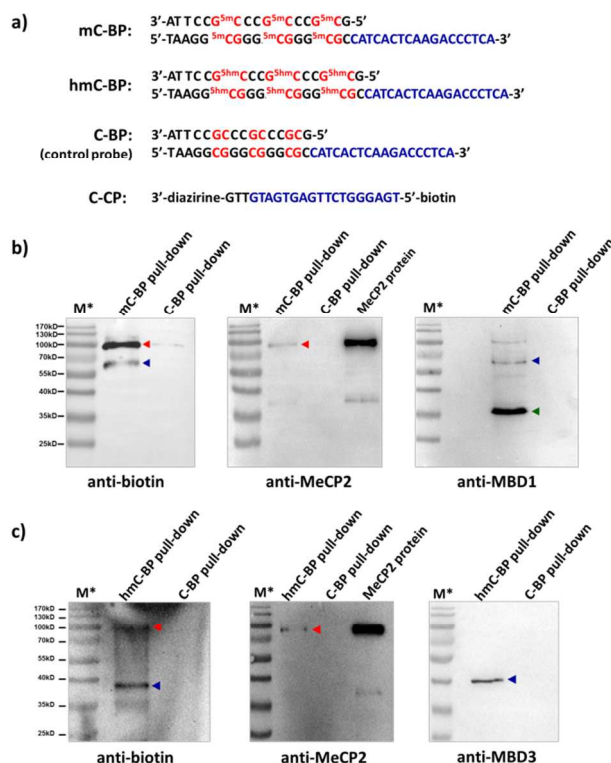 a)
3’-ATTCCG⁵ᵐCCCG⁵ᵐCCCG⁵ᵐCG-5’
mC-BP:
5’-TAAGG⁵ᵐCGGG⁵ᵐCGGG⁵ᵐCGCCATCACTCAAGACCCTCA-3’
3’-ATTCCG⁵ʰᵐCCCG⁵ʰᵐCCCG⁵ʰᵐCG-5’
hmC-BP:
5’-TAAGG⁵ʰᵐCGGG⁵ʰᵐCGGG⁵ʰᵐCGCCATCACTCAAGACCCTCA-3’
C-BP: 3’-ATTCCGCCCGCCCGCG-5’
(control probe) 5’-TAAGGCGGGCGGGCGCCATCACTCAAGACCCTCA-3’
C-CP: 3’-diazirine-GTTGTAGTGAGTTCTGGGAGT-5’-biotin
b)
M* mC-BP pull-down C-BP pull-down
170kD
130kD
100kD
70kD
55kD
40kD
35kD
25kD
anti-biotin
M* mC-BP pull-down C-BP pull-down MeCP2 protein
anti-MeCP2
M* mC-BP pull-down C-BP pull-down
anti-MBD1
c)
M* hmC-BP pull-down C-BP pull-down
170kD
130kD
100kD
70kD
55kD
40kD
35kD
25kD
anti-biotin
M* hmC-BP pull-down C-BP pull-down MeCP2 protein
anti-MeCP2
M* hmC-BP pull-down C-BP pull-down
anti-MBD3